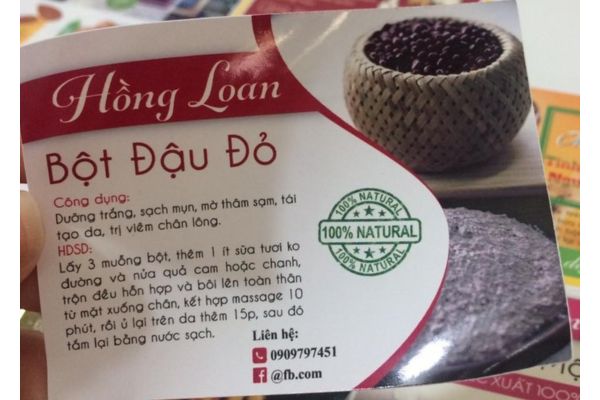 Hồng Loan
Bột Đậu Đỏ
Công dụng:
Dưỡng trắng, sạch mụn, mờ thâm sạm, tái
tạo da, trị viêm chân lông.
HDSD:
Lấy 3 muỗng bột, thêm 1 ít sữa tươi ko
đường và nửa quả cam hoặc chanh,
trộn đều hỗn hợp và bôi lên toàn thân
từ mặt xuống chân, kết hợp massage 10
phút, rồi ủ lại trên da thêm 15p, sau đó
tắm lại bằng nước sạch.
100% NATURAL
100% NATURAL
100% NATURAL
Liên hệ:
0909797451
@fb.com
XUẤT 100%